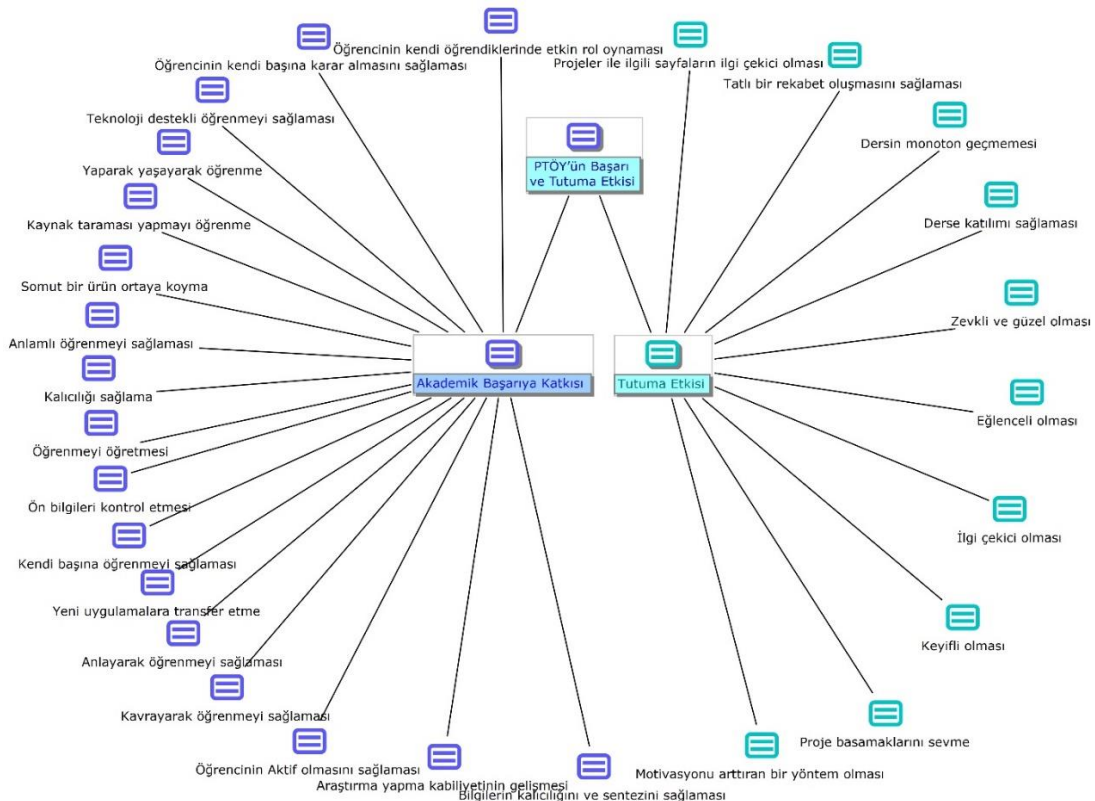 Öğrencinin kendi öğrendiklerinde etkin rol oynaması
Projeler ile ilgili sayfaların ilgi çekici olması
Öğrencinin kendi başına karar almasını sağlaması
Tatlı bir rekabet oluşmasını sağlaması
Teknoloji destekli öğrenmeyi sağlaması
Dersin monoton geçmemesi
PTÖY'ün Başarı
ve Tutuma Etkisi
Yaparak yaşayarak öğrenme
Kaynak taraması yapmayı öğrenme
Derse katılımı sağlaması
Somut bir ürün ortaya koyma
Zevkli ve güzel olması
Anlamlı öğrenmeyi sağlaması
Akademik Başarıya Katkısı
Tutuma Etkisi
Kalıcılığı sağlama
Eğlenceli olması
Öğrenmeyi öğretmesi
Ön bilgileri kontrol etmesi
İlgi çekici olması
Kendi başına öğrenmeyi sağlaması
Yeni uygulamalara transfer etme
Keyifli olması
Anlayarak öğrenmeyi sağlaması
Kavrayarak öğrenmeyi sağlaması
Proje basamaklarını sevme
Öğrencinin Aktif olmasını sağlaması
Motivasyonu arttıran bir yöntem olması
Araştırma yapma kabiliyetinin gelişmesi
Bilgilerin kalıcılığını ve sentezini sağlaması